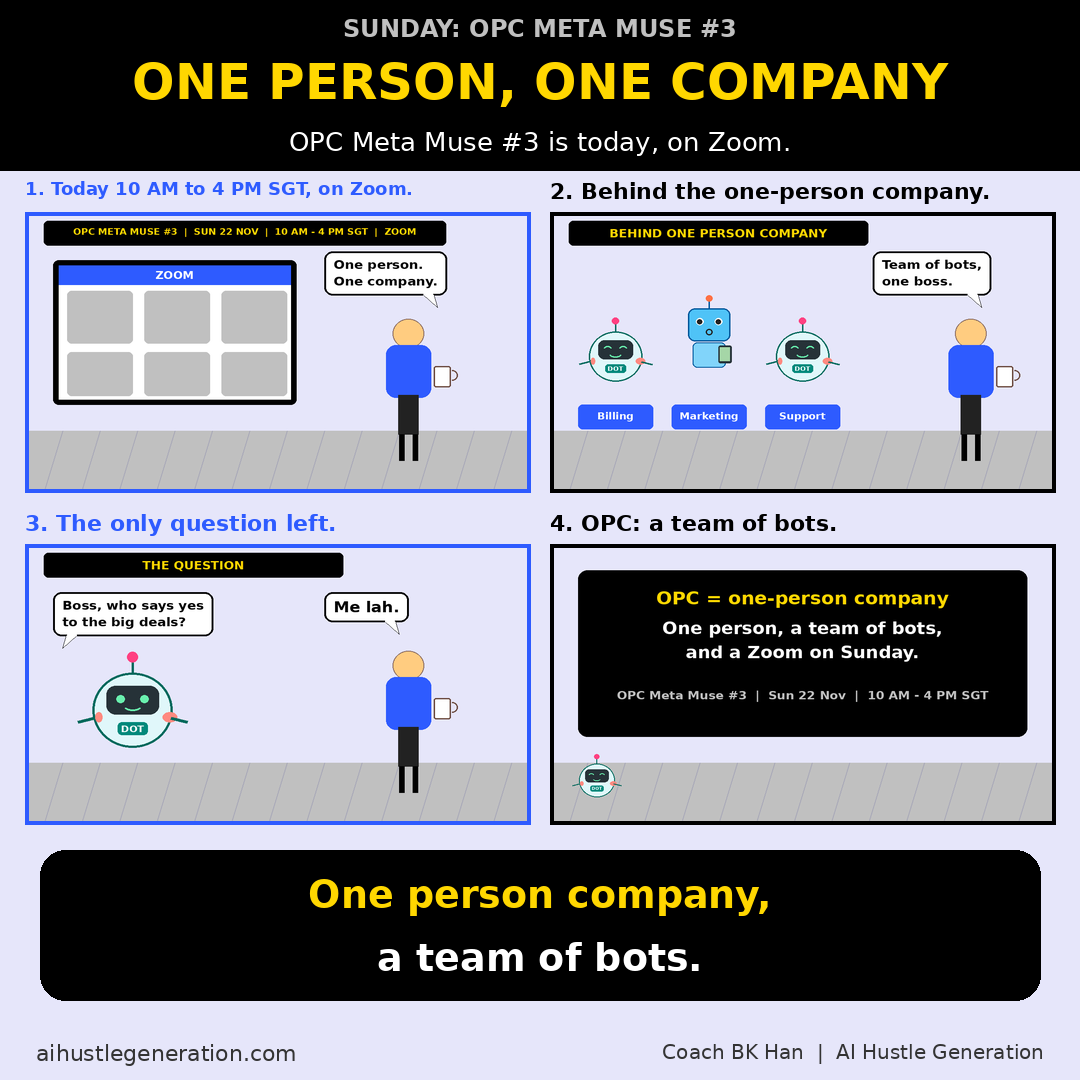 SUNDAY: OPC META MUSE #3
ONE PERSON, ONE COMPANY
OPC Meta Muse #3 is today, on Zoom.
1. Today 10 AM to 4 PM SGT, on Zoom.
OPC META MUSE #3 | SUN 22 NOV | 10 AM - 4 PM SGT | ZOOM
ZOOM
One person.
One company.
2. Behind the one-person company.
BEHIND ONE PERSON COMPANY
Team of bots,
one boss.
DOT
DOT
Billing
Marketing
Support
3. The only question left.
THE QUESTION
Boss, who says yes
to the big deals?
Me lah.
DOT
4. OPC: a team of bots.
OPC = one-person company
One person, a team of bots,
and a Zoom on Sunday.
OPC Meta Muse #3 | Sun 22 Nov | 10 AM - 4 PM SGT
DOT
One person company,
a team of bots.
aihustlegeneration.com
Coach BK Han | AI Hustle Generation